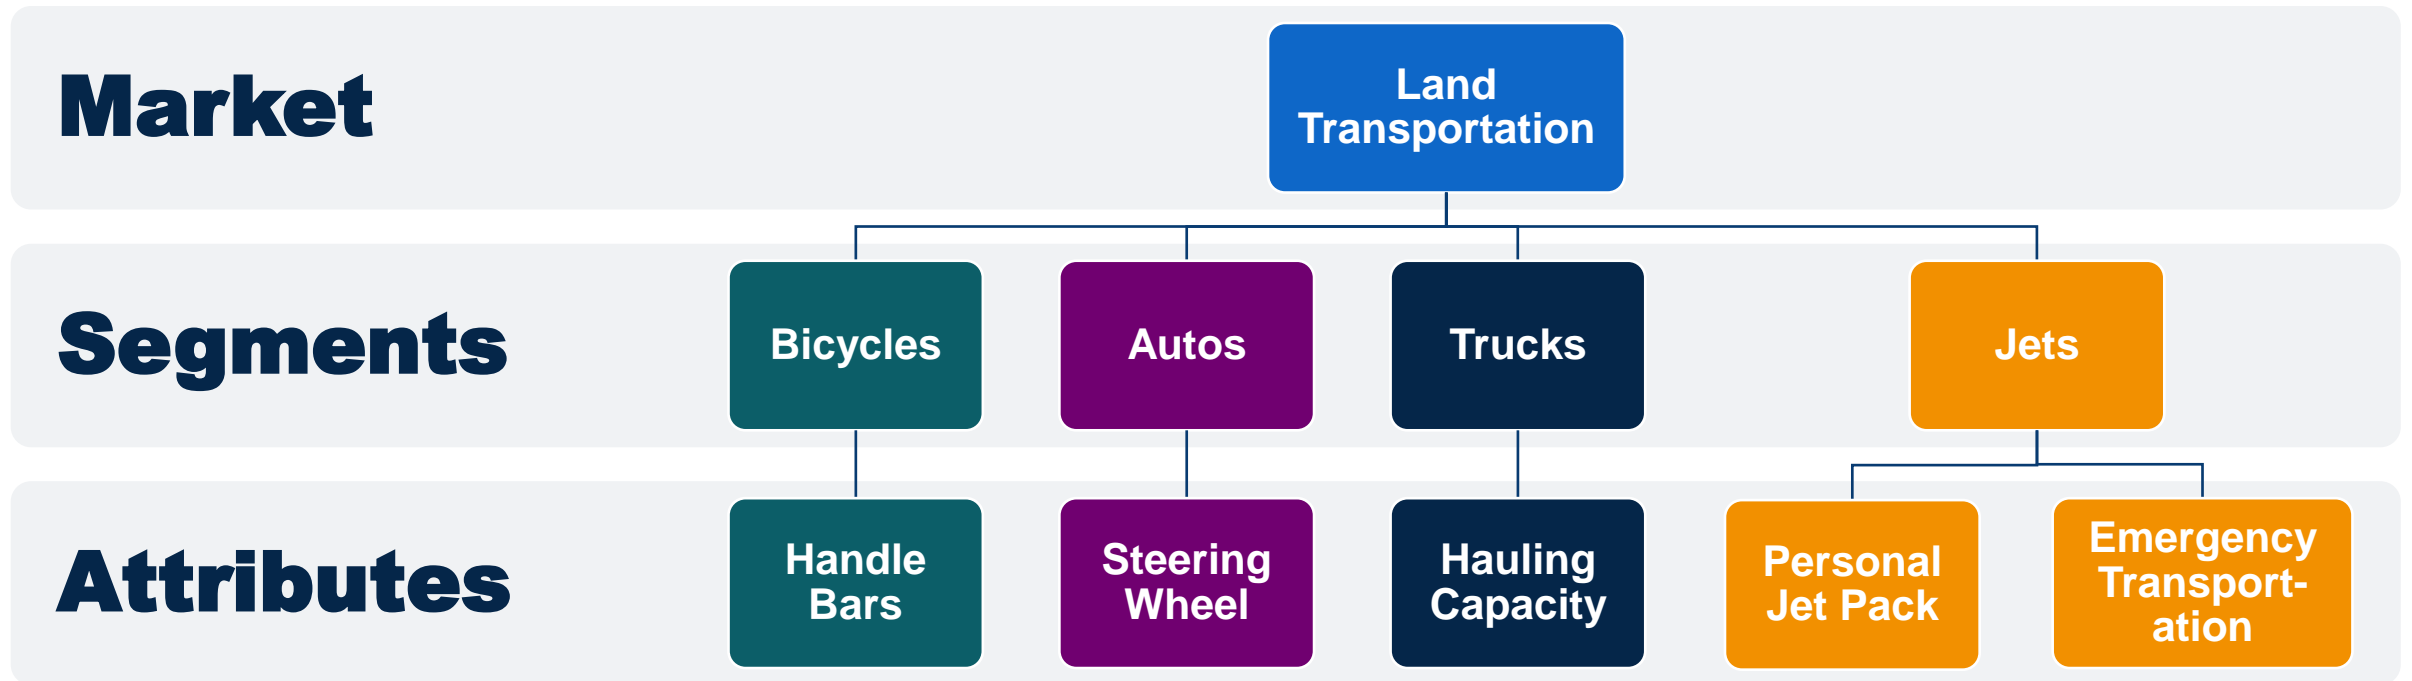 Market
Land
Transportation
Segments
Bicycles
Autos
Trucks
Jets
Attributes
Handle
Bars
Steering
Wheel
Hauling
Capacity
Personal
Jet Pack
Emergency
Transport-
ation